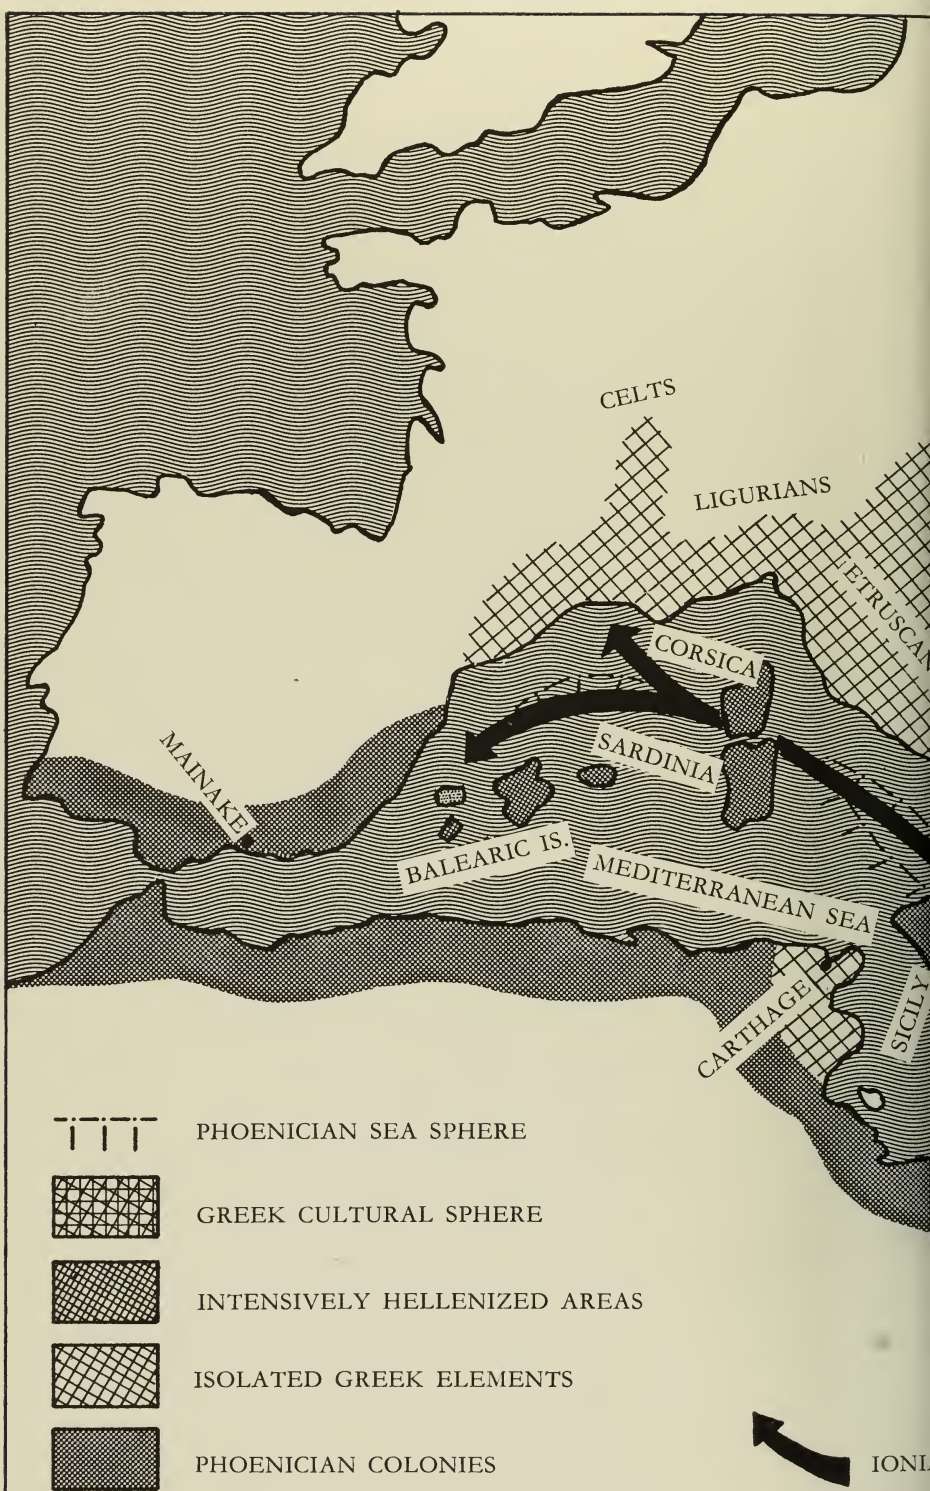 CELTS
LIGURIANS
ETRUSCAN
CORSICA
SARDINIA
MAINAKE
BALEARIC IS.
MEDITERRANEAN SEA
CARTHAGE
SICILY
PHOENICIAN SEA SPHERE
GREEK CULTURAL SPHERE
INTENSIVELY HELLENIZED AREAS
ISOLATED GREEK ELEMENTS
PHOENICIAN COLONIES
IONI